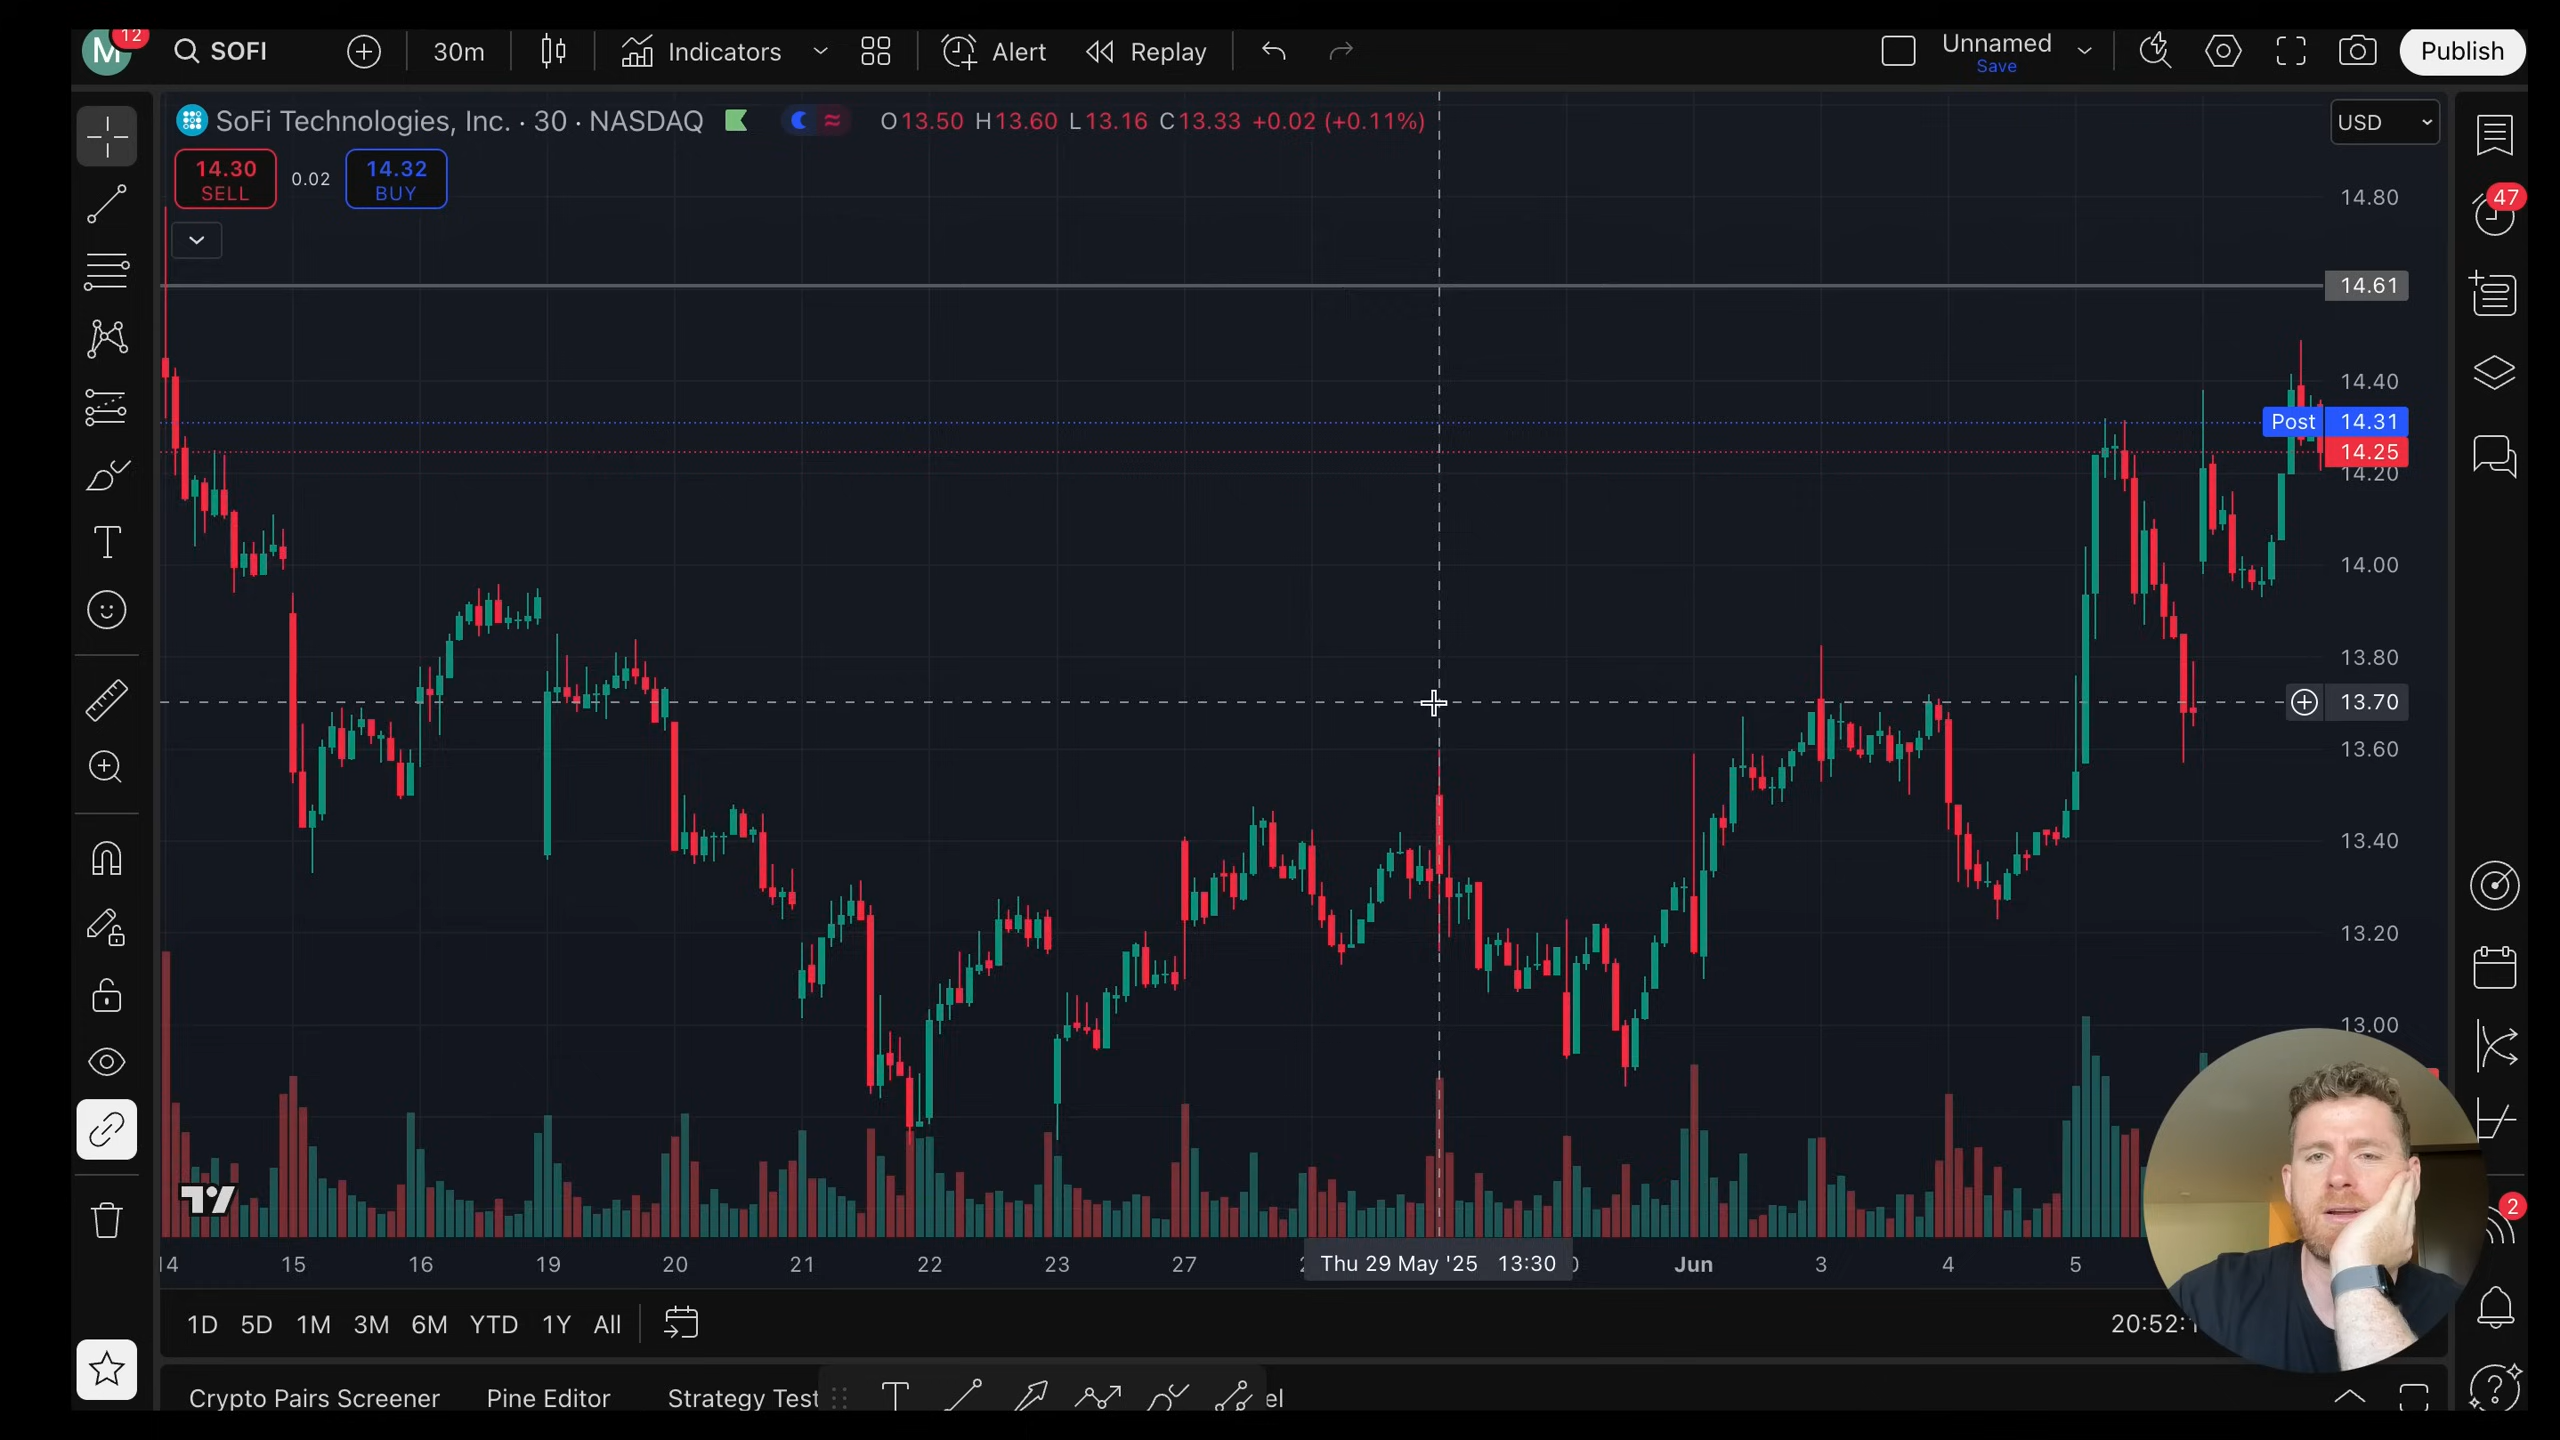 M 12 SOFI 30m Indicators Alert Replay Unnamed Publish
Save
SoFi Technologies, Inc. · 30 · NASDAQ O13.50 H13.60 L13.16 C13.33 +0.02 (+0.11%) USD
14.30 0.02 14.32
SELL BUY
14.80
47
14.61
14.40
Post 14.31
14.25
14.20
14.00
13.80
13.70
13.60
13.40
13.20
13.00
2
14 15 16 19 20 21 22 23 27 Thu 29 May '25 13:30 Jun 3 4 5
1D 5D 1M 3M 6M YTD 1Y All
Crypto Pairs Screener Pine Editor Strategy Test